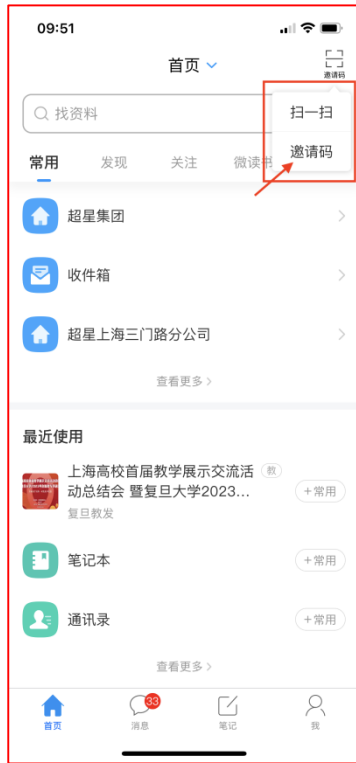 09:51
首页
邀请码
找资料
扫一扫
邀请码
常用 发现 关注 微读书
超星集团
收件箱
超星上海三门路分公司
查看更多
最近使用
上海高校首届教学展示交流活 教
动总结会 暨复旦大学2023...
+常用
复旦教发
笔记本
+常用
通讯录
+常用
查看更多
33
首页 消息 笔记 我